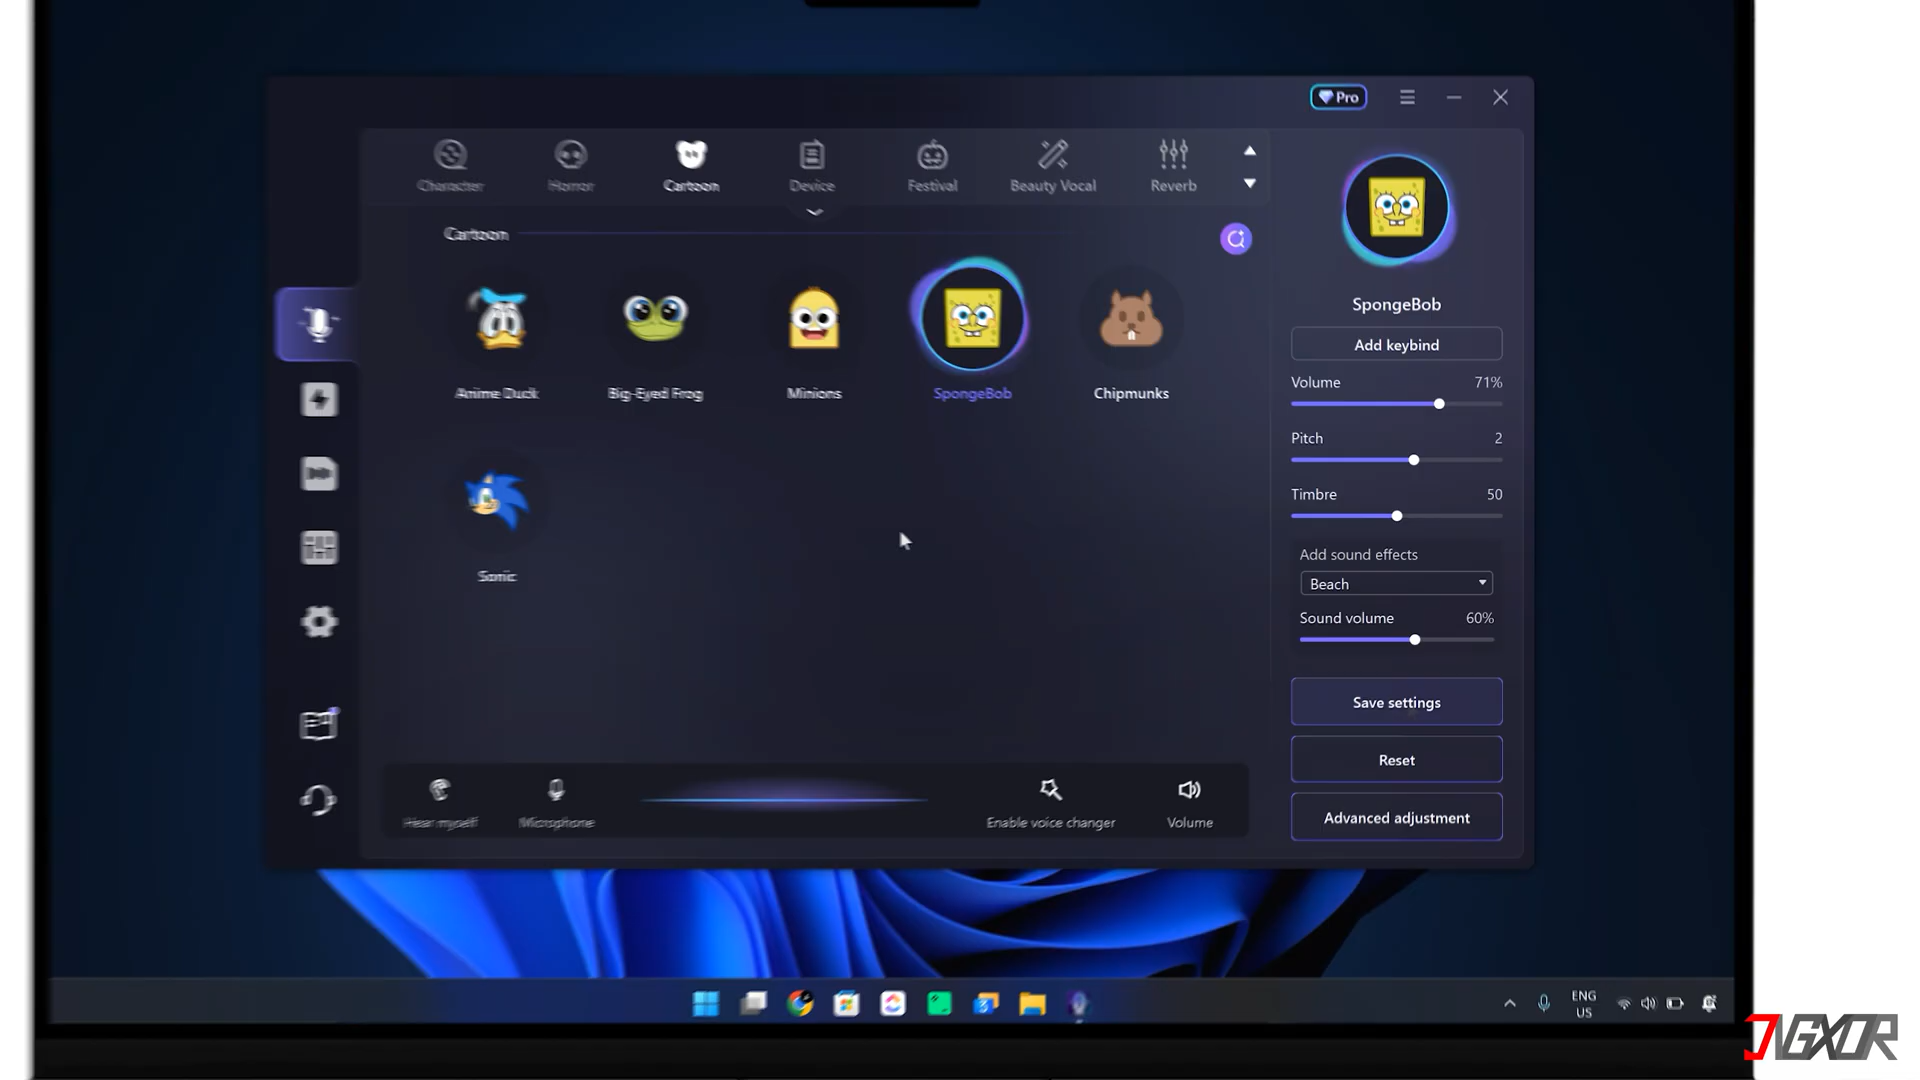 Pro
Character
Horror
Cartoon
Device
Festival
Beauty Vocal
Reverb
Cartoon
Anime Duck
Big-Eyed Frog
Minions
SpongeBob
Chipmunks
Sonic
Hear myself
Microphone
Enable voice changer
Volume
SpongeBob
Add keybind
Volume 71%
Pitch 2
Timbre 50
Add sound effects
Beach
Sound volume 60%
Save settings
Reset
Advanced adjustment
ENG
US
JNGXOR